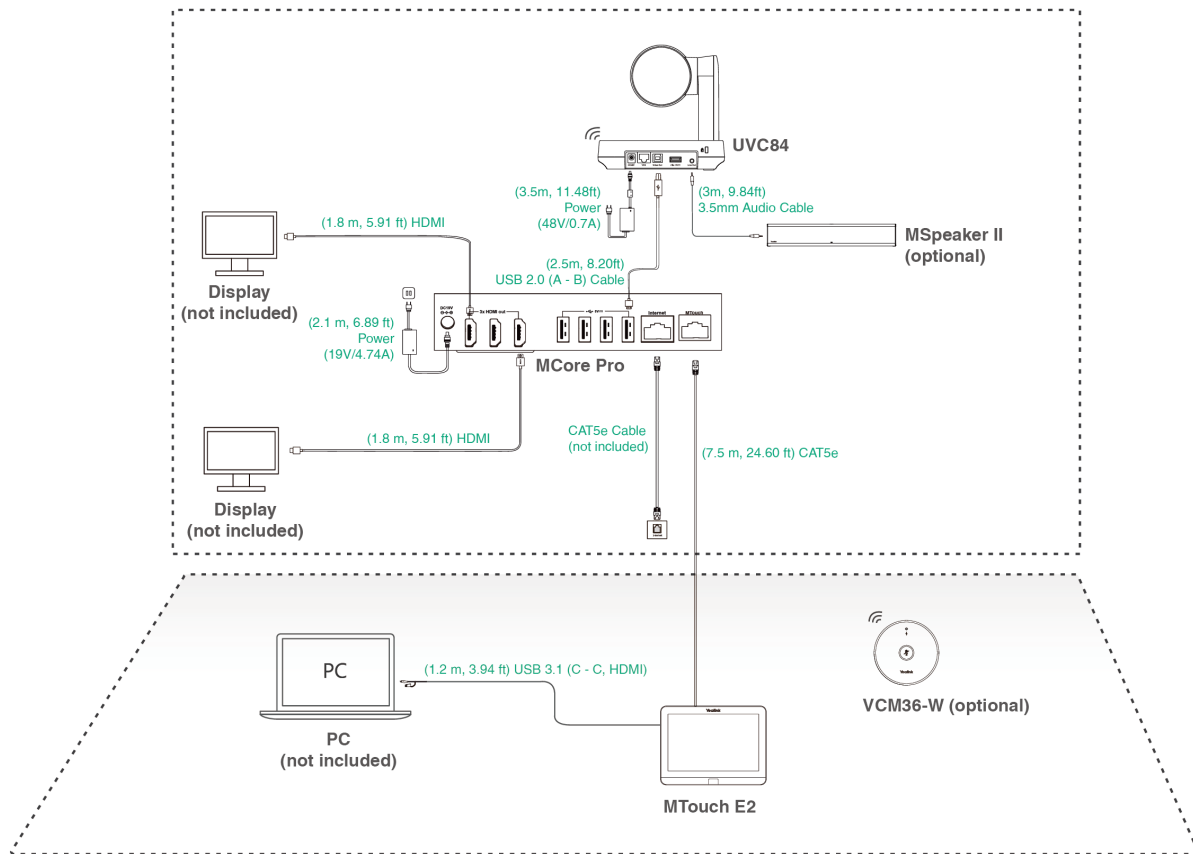 UVC84
(3.5m, 11.48ft)
Power
(48V/0.7A)
(3m, 9.84ft)
3.5mm Audio Cable
(1.8 m, 5.91 ft) HDMI
MSpeaker II
(optional)
(2.5m, 8.20ft)
USB 2.0 (A - B) Cable
Display
(not included)
(2.1 m, 6.89 ft)
Power
(19V/4.74A)
DC19V
3x HDMI out
Internet
MTouch
MCore Pro
(1.8 m, 5.91 ft) HDMI
CAT5e Cable
(not included)
(7.5 m, 24.60 ft) CAT5e
Display
(not included)
PC
(1.2 m, 3.94 ft) USB 3.1 (C - C, HDMI)
Yealink
VCM36-W (optional)
Yealink
PC
(not included)
MTouch E2